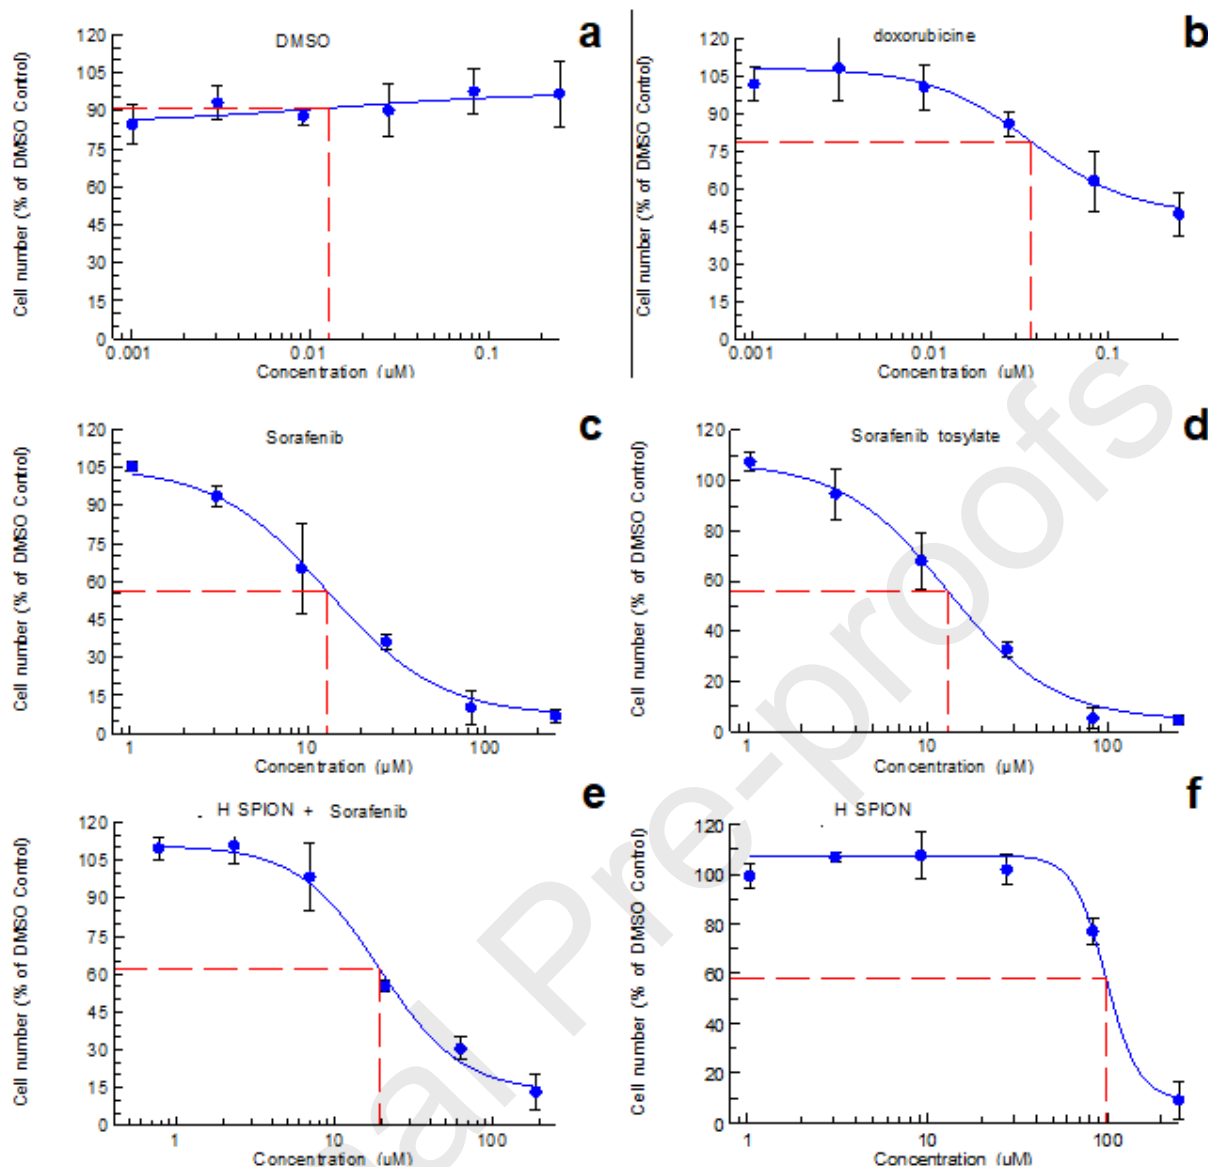 DMSO
a
Cell number (% of DMSO Control)
120
105
90
75
60
45
30
15
0
0.001
0.01
0.1
Concentration (µM)
doxorubicine
b
Cell number (% of DMSO Control)
120
105
90
75
60
45
30
15
0
0.001
0.01
0.1
Concentration (µM)
Sorafenib
c
Cell number (% of DMSO Control)
120
105
90
75
60
45
30
15
0
1
10
100
Concentration (µM)
Sorafenib tosylate
d
Cell number (% of DMSO Control)
120
100
80
60
40
20
0
1
10
100
Concentration (µM)
H SPION + Sorafenib
e
Cell number (% of DMSO Control)
120
105
90
75
60
45
30
15
0
1
10
100
Concentration (µM)
H SPION
f
Cell number (% of DMSO Control)
120
100
80
60
40
20
0
1
10
100
Concentration (µM)
nal Pre-proofs